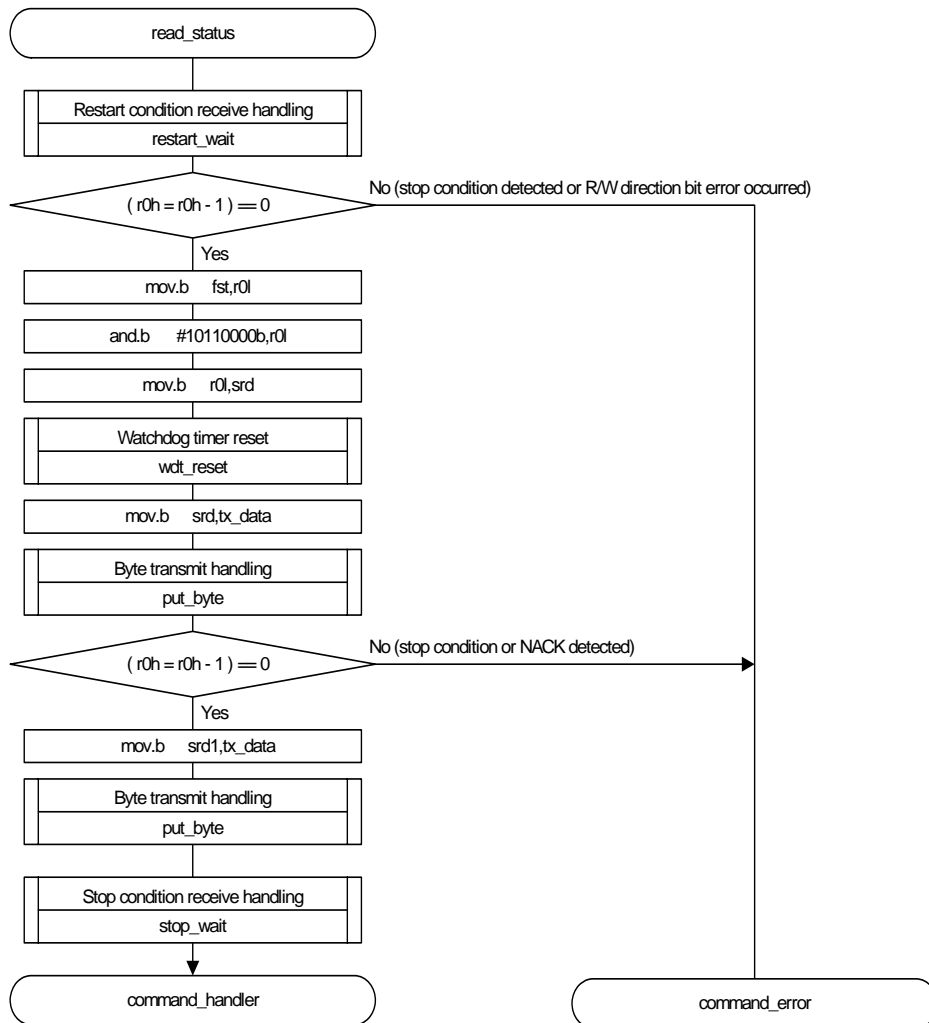 read_status
Restart condition receive handling
restart_wait
No (stop condition detected or R/W direction bit error occurred)
( r0h = r0h - 1 ) == 0
Yes
mov.b fst,r0l
and.b #10110000b,r0l
mov.b r0l,srd
Watchdog timer reset
wdt_reset
mov.b srd,tx_data
Byte transmit handling
put_byte
No (stop condition or NACK detected)
( r0h = r0h - 1 ) == 0
Yes
mov.b srd1,tx_data
Byte transmit handling
put_byte
Stop condition receive handling
stop_wait
command_handler
command_error